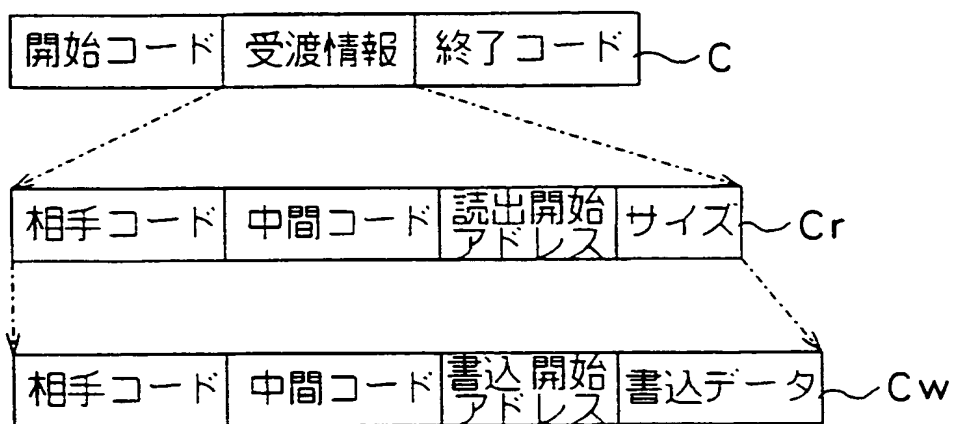 開始コード 受渡情報 終了コード C
相手コード 中間コード 読出開始アドレス サイズ Cr
相手コード 中間コード 書込開始アドレス 書込データ Cw